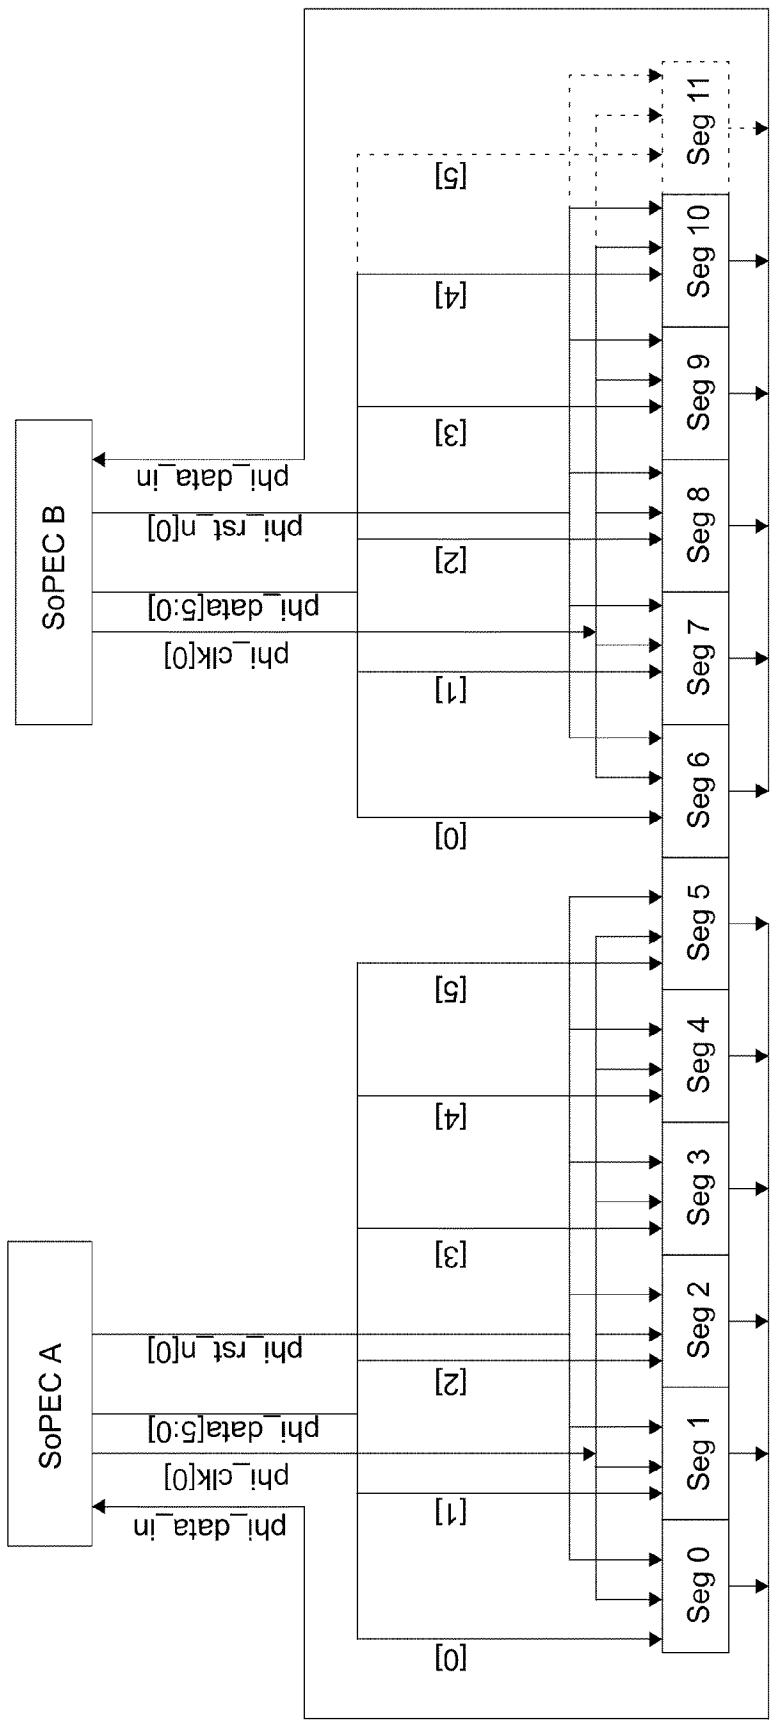 SoPEC A
SoPEC B
phi_data_in
phi_clk[0]
phi_data[5:0]
phi_rst_n[0]
phi_clk[0]
phi_data[5:0]
phi_rst_n[0]
phi_data_in
[0]
[1]
[2]
[3]
[4]
[5]
[0]
[1]
[2]
[3]
[4]
[5]
Seg 0
Seg 1
Seg 2
Seg 3
Seg 4
Seg 5
Seg 6
Seg 7
Seg 8
Seg 9
Seg 10
Seg 11